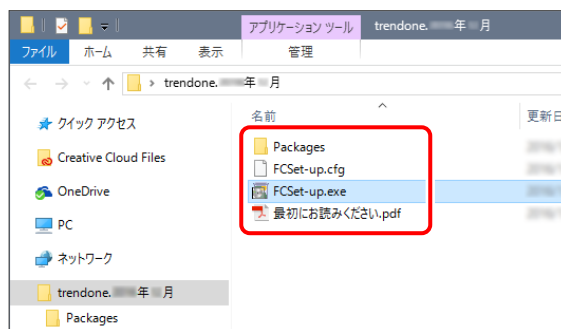 アプリケーション ツール
trendone. 年 月
ファイル ホーム 共有 表示 管理
trendone. 年 月
名前 更新日
クイック アクセス
Creative Cloud Files
OneDrive
PC
ネットワーク
trendone. 年 月
Packages
Packages
FCSet-up.cfg
FCSet-up.exe
最初にお読みください.pdf